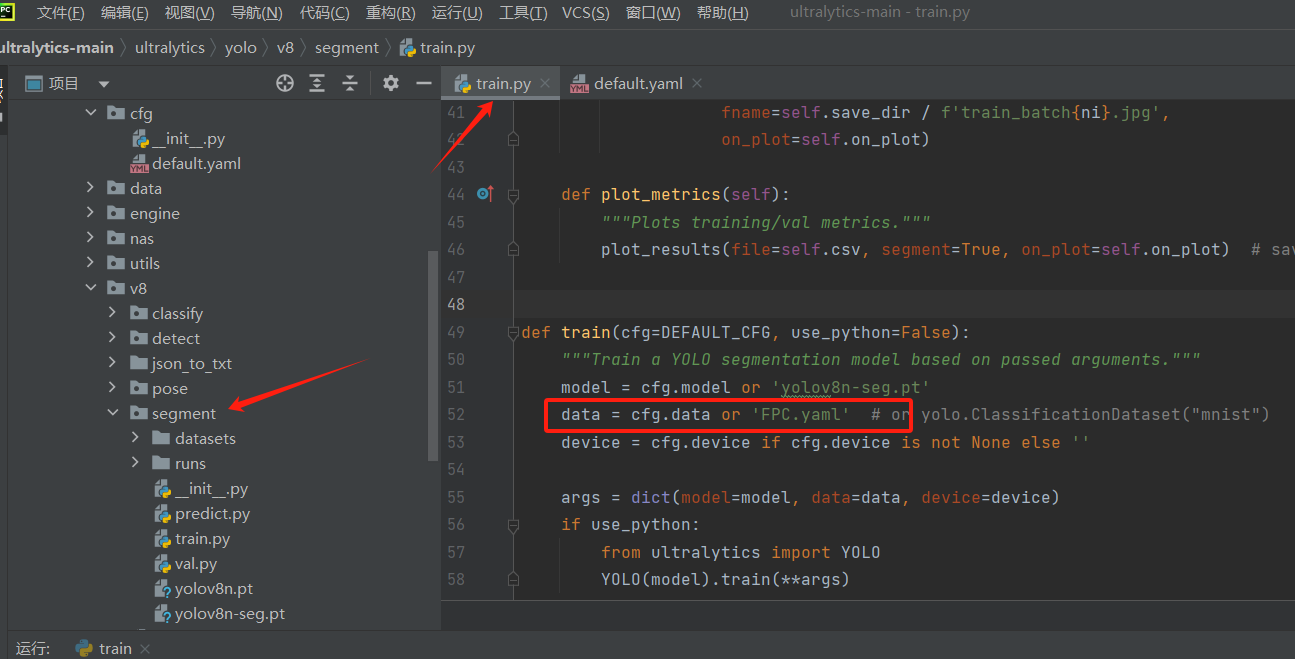 PC 文件(F) 编辑(E) 视图(V) 导航(N) 代码(C) 重构(R) 运行(U) 工具(T) VCS(S) 窗口(W) 帮助(H) ultralytics-main - train.py
ultralytics-main ultralytics yolo v8 segment train.py
项目
train.py
default.yaml
cfg
__init__.py
default.yaml
data
engine
nas
utils
v8
classify
detect
json_to_txt
pose
segment
datasets
runs
__init__.py
predict.py
train.py
val.py
yolov8n.pt
yolov8n-seg.pt
41 fname=self.save_dir / f'train_batch{ni}.jpg',
42 on_plot=self.on_plot)
43
44 def plot_metrics(self):
45 """Plots training/val metrics."""
46 plot_results(file=self.csv, segment=True, on_plot=self.on_plot)  # sav
47
48
49 def train(cfg=DEFAULT_CFG, use_python=False):
50 """Train a YOLO segmentation model based on passed arguments."""
51 model = cfg.model or 'yolov8n-seg.pt'
52 data = cfg.data or 'FPC.yaml'  # or yolo.ClassificationDataset("mnist")
53 device = cfg.device if cfg.device is not None else ''
54
55 args = dict(model=model, data=data, device=device)
56 if use_python:
57 from ultralytics import YOLO
58 YOLO(model).train(**args)
运行: train